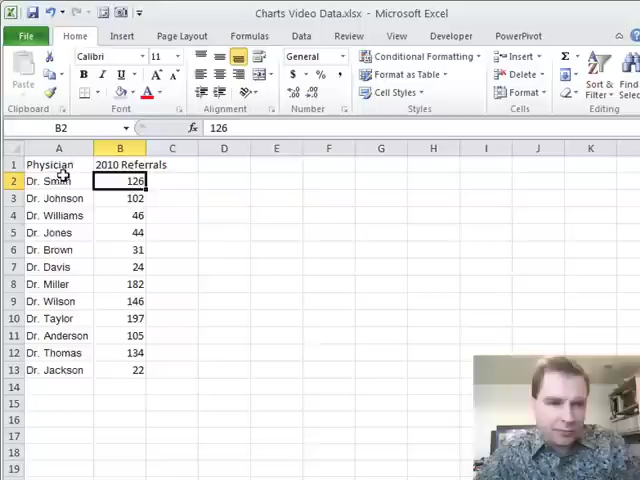 Charts Video Data.xlsx - Microsoft Excel
File Home Insert Page Layout Formulas Data Review View Developer PowerPivot
Paste
Calibri 11
Conditional Formatting
Format as Table
Cell Styles
Insert
Delete
Format
Sort &
Filter
Clipboard Font Alignment Number Styles Cells Editing
B2 fx 126
A B C D E F G H I J K
1 Physician 2010 Referrals
2 Dr. Smith 126
3 Dr. Johnson 102
4 Dr. Williams 46
5 Dr. Jones 44
6 Dr. Brown 31
7 Dr. Davis 24
8 Dr. Miller 182
9 Dr. Wilson 146
10 Dr. Taylor 197
11 Dr. Anderson 105
12 Dr. Thomas 134
13 Dr. Jackson 22
14
15
16
17
18
19